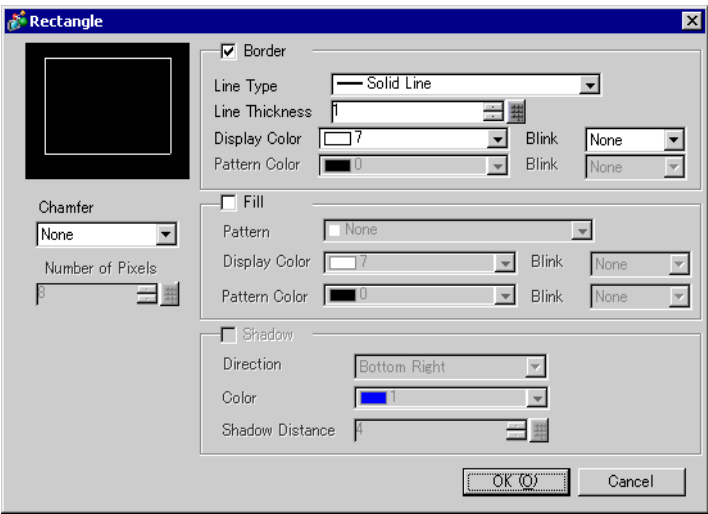 Rectangle
Border
Line Type Solid Line
Line Thickness 1
Display Color 7 Blink None
Pattern Color 0 Blink None
Chamfer
None
Number of Pixels
8
Fill
Pattern None
Display Color 7 Blink None
Pattern Color 0 Blink None
Shadow
Direction Bottom Right
Color 1
Shadow Distance 4
OK (O) Cancel